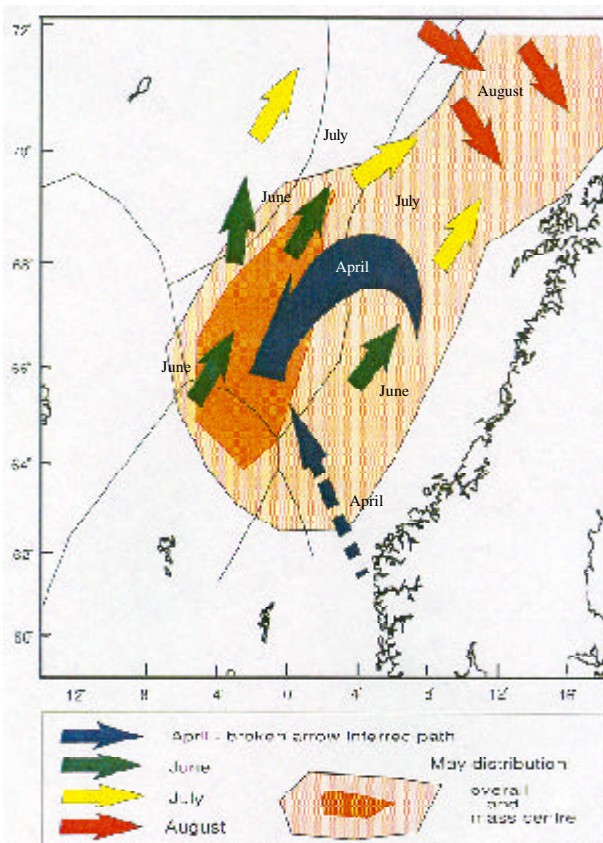 72°
August
July
70°
June
July
68°
April
66°
June
June
64°
April
62°
60°
12° 8 4° 0° 4° 8° 12° 16°
April - broken arrow inferred path
June
July
August
May distribution
overall
and
mass centre